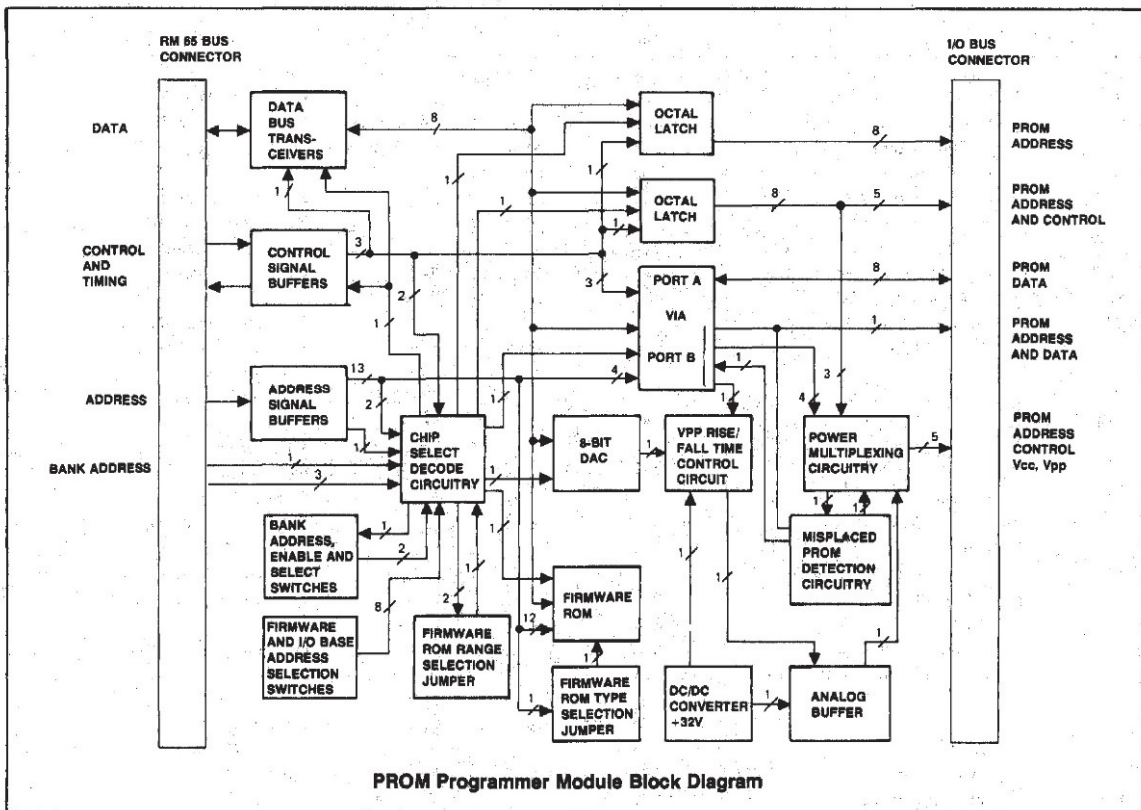 RM 65 BUS
CONNECTOR
I/O BUS
CONNECTOR
DATA
DATA
BUS
TRANS-
CEIVERS
8
OCTAL
LATCH
8
PROM
ADDRESS
1
1
1
OCTAL
LATCH
1
1
8
5
PROM
ADDRESS
AND CONTROL
CONTROL
AND
TIMING
CONTROL
SIGNAL
BUFFERS
3
2
1
3
PORT A
VIA
PORT B
8
PROM
DATA
1
PROM
ADDRESS
AND DATA
1
4
3
ADDRESS
ADDRESS
SIGNAL
BUFFERS
13
2
1
4
1
1
BANK ADDRESS
1
3
CHIP
SELECT
DECODE
CIRCUITRY
1
8-BIT
DAC
1
VPP RISE/
FALL TIME
CONTROL
CIRCUIT
POWER
MULTIPLEXING
CIRCUITRY
5
PROM
ADDRESS
CONTROL
Vcc, Vpp
BANK
ADDRESS,
ENABLE AND
SELECT
SWITCHES
1
2
1
1
1
1
1
MISPLACED
PROM
DETECTION
CIRCUITRY
FIRMWARE
AND I/O BASE
ADDRESS
SELECTION
SWITCHES
8
2
FIRMWARE
ROM RANGE
SELECTION
JUMPER
12
FIRMWARE
ROM
1
1
FIRMWARE
ROM TYPE
SELECTION
JUMPER
DC/DC
CONVERTER
+32V
1
ANALOG
BUFFER
1
PROM Programmer Module Block Diagram